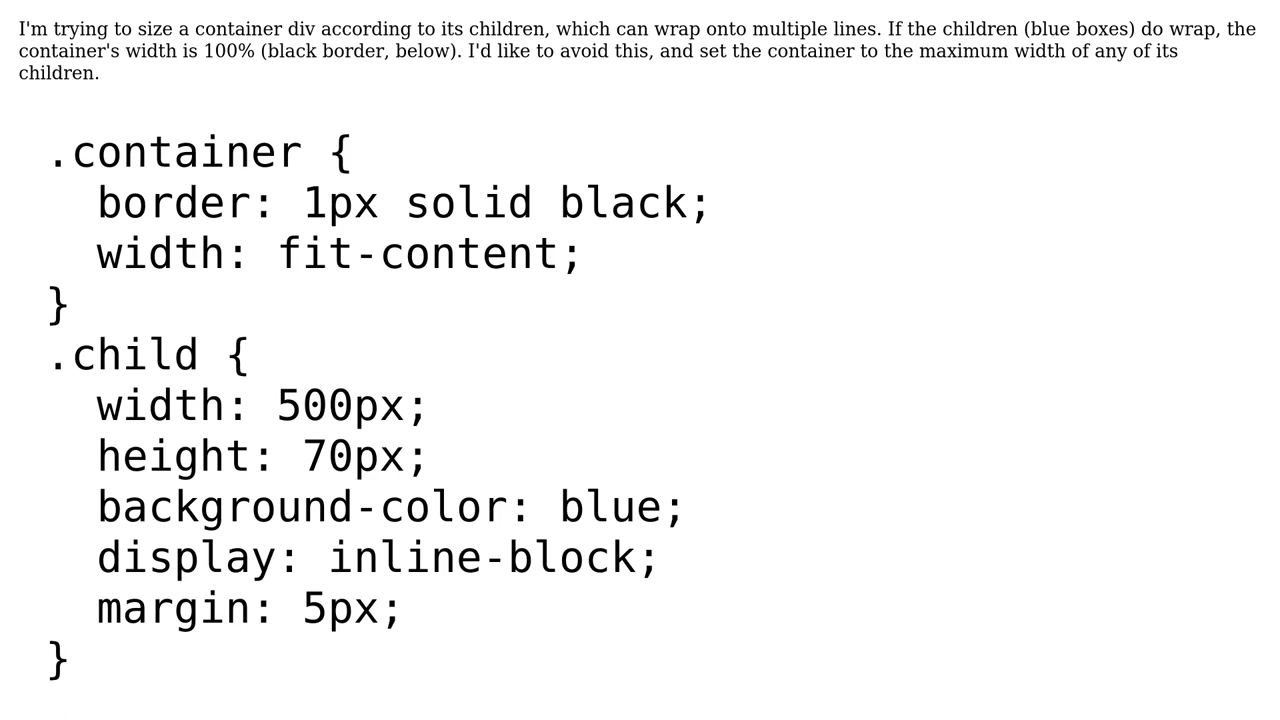 I'm trying to size a container div according to its children, which can wrap onto multiple lines. If the children (blue boxes) do wrap, the
container's width is 100% (black border, below). I'd like to avoid this, and set the container to the maximum width of any of its
children.
.container {
  border: 1px solid black;
  width: fit-content;
}
.child {
  width: 500px;
  height: 70px;
  background-color: blue;
  display: inline-block;
  margin: 5px;
}